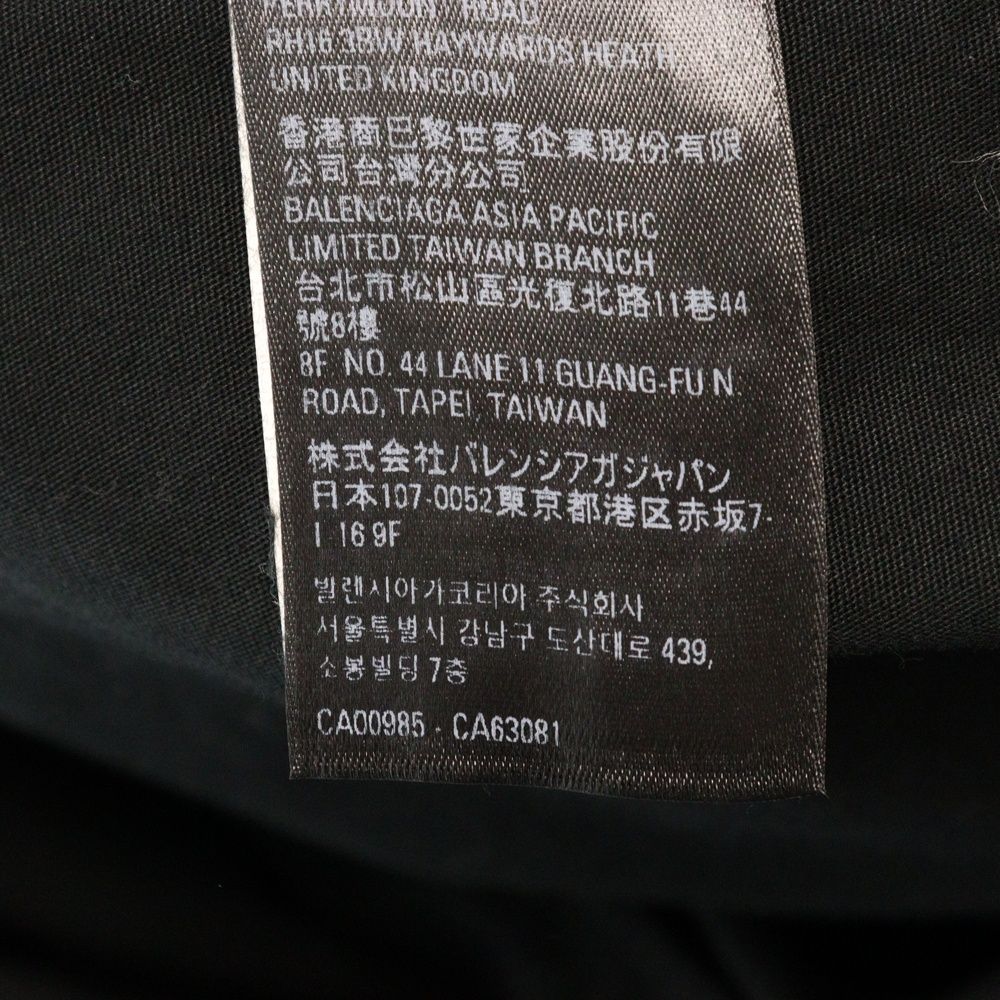 PERRYMOUNT ROAD
RH16 3BW HAYWARDS HEATH
UNITED KINGDOM
香港商巴黎世家企業股份有限
公司台灣分公司
BALENCIAGA ASIA PACIFIC
LIMITED TAIWAN BRANCH
台北市松山區光復北路11巷44
號8樓
8F NO. 44 LANE 11 GUANG-FU N.
ROAD, TAPEI, TAIWAN
株式会社バレンシアガジャパン
日本107-0052東京都港区赤坂7-
1 16 9F
발렌시아가코리아 주식회사
서울특별시 강남구 도산대로 439,
소봉빌딩 7층
CA00985 - CA63081